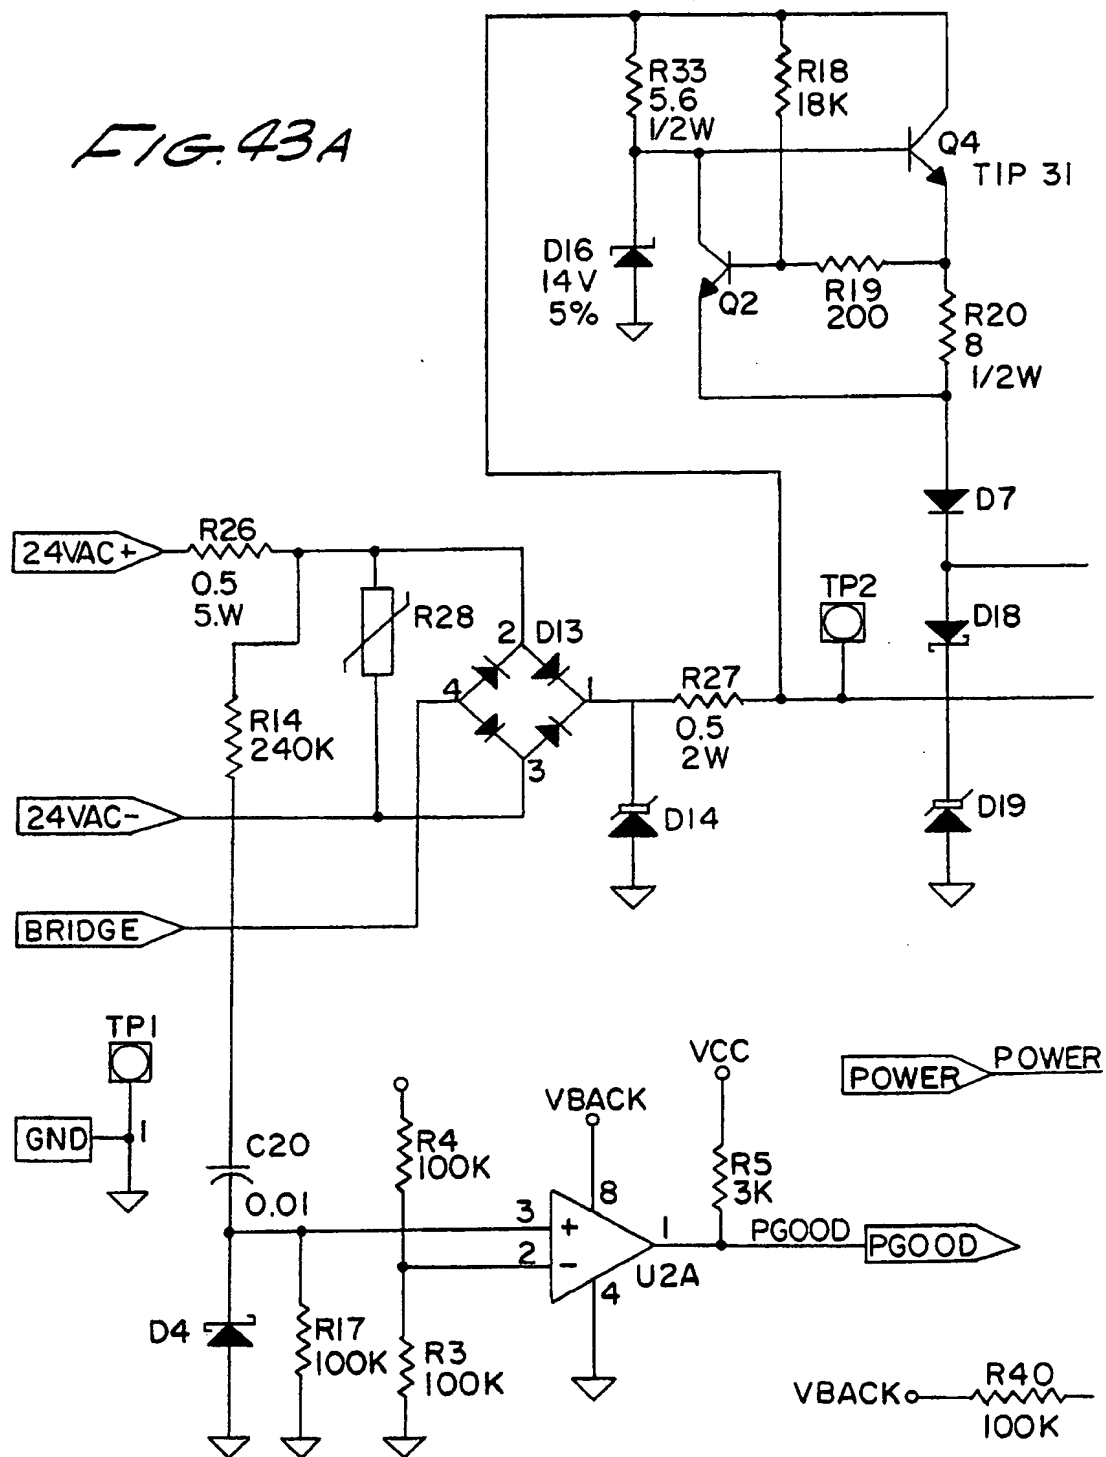 FIG. 43A
R33
5.6
1/2W
R18
18K
Q4
TIP 31
D16
14V
5%
Q2
R19
200
R20
8
1/2W
D7
24VAC+
R26
0.5
5.W
R28
2
D13
4
1
3
TP2
D18
R27
0.5
2W
R14
240K
24VAC-
D14
D19
BRIDGE
TP1
GND
1
C20
0.01
VCC
POWER
POWER
VBACK
R4
100K
R5
3K
8
3
+
2
-
1
PGOOD
PGOOD
U2A
4
D4
R17
100K
R3
100K
VBACK
R40
100K